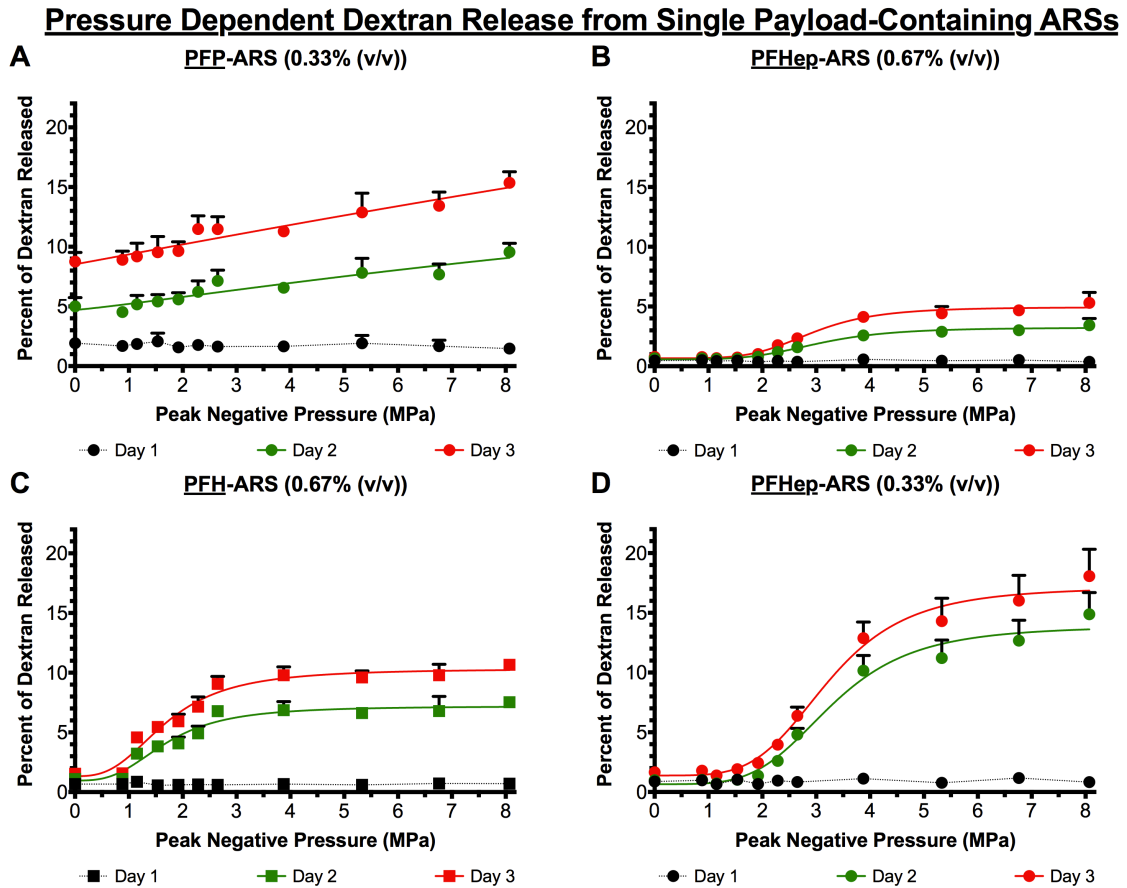 Pressure Dependent Dextran Release from Single Payload-Containing ARSs
A
PFP-ARS (0.33% (v/v))
Percent of Dextran Released
20
15
10
5
0
0 1 2 3 4 5 6 7 8
Peak Negative Pressure (MPa)
Day 1 Day 2 Day 3
B
PFHep-ARS (0.67% (v/v))
Percent of Dextran Released
20
15
10
5
0
0 1 2 3 4 5 6 7 8
Peak Negative Pressure (MPa)
Day 1 Day 2 Day 3
C
PFH-ARS (0.67% (v/v))
Percent of Dextran Released
20
15
10
5
0
0 1 2 3 4 5 6 7 8
Peak Negative Pressure (MPa)
Day 1 Day 2 Day 3
D
PFHep-ARS (0.33% (v/v))
Percent of Dextran Released
20
15
10
5
0
0 1 2 3 4 5 6 7 8
Peak Negative Pressure (MPa)
Day 1 Day 2 Day 3